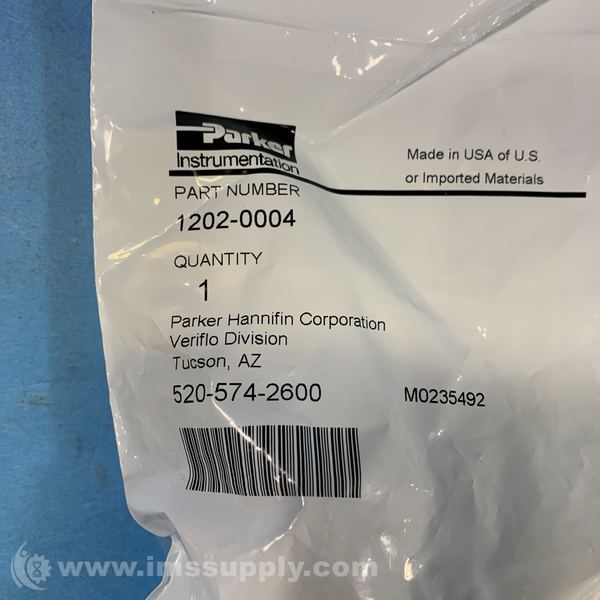 Parker
Instrumentation
Made in USA of U.S.
or Imported Materials
PART NUMBER
1202-0004
QUANTITY
1
Parker Hannifin Corporation
Veriflo Division
Tucson, AZ
520-574-2600
M0235492
www.imssupply.com